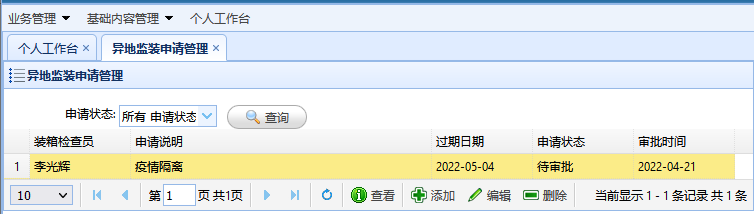 业务管理 基础内容管理 个人工作台
个人工作台 × 异地监装申请管理 ×
异地监装申请管理
申请状态: 所有 申请状态 查询
装箱检查员 申请说明 过期日期 申请状态 审批时间
1 李光辉 疫情隔离 2022-05-04 待审批 2022-04-21
10 第 1 页 共1页 查看 添加 编辑 删除 当前显示 1 - 1 条记录 共 1 条